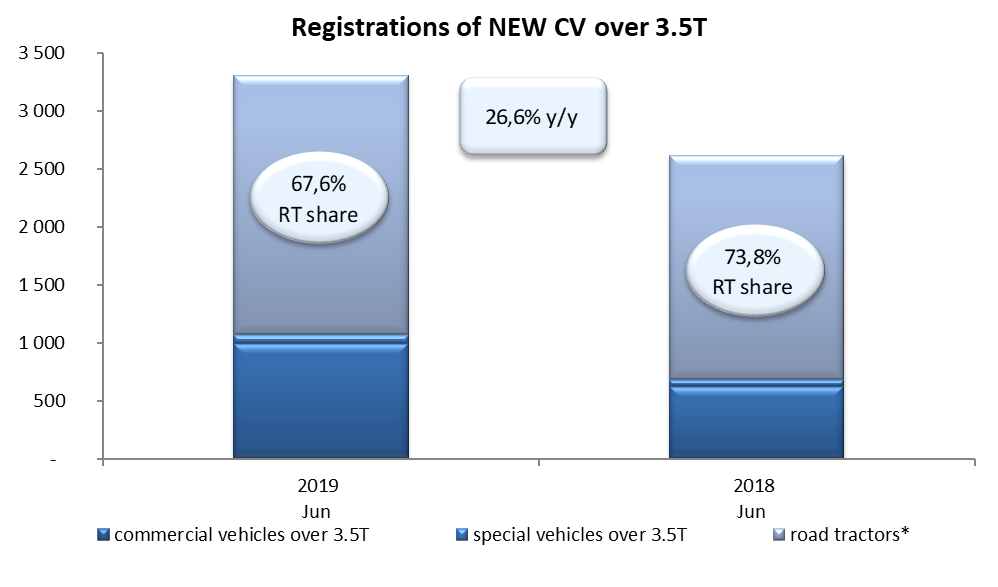 Registrations of NEW CV over 3.5T
3 500
3 000
2 500
2 000
1 500
1 000
500
-
26,6% y/y
67,6%
RT share
73,8%
RT share
2019
2018
Jun
Jun
commercial vehicles over 3.5T
special vehicles over 3.5T
road tractors*